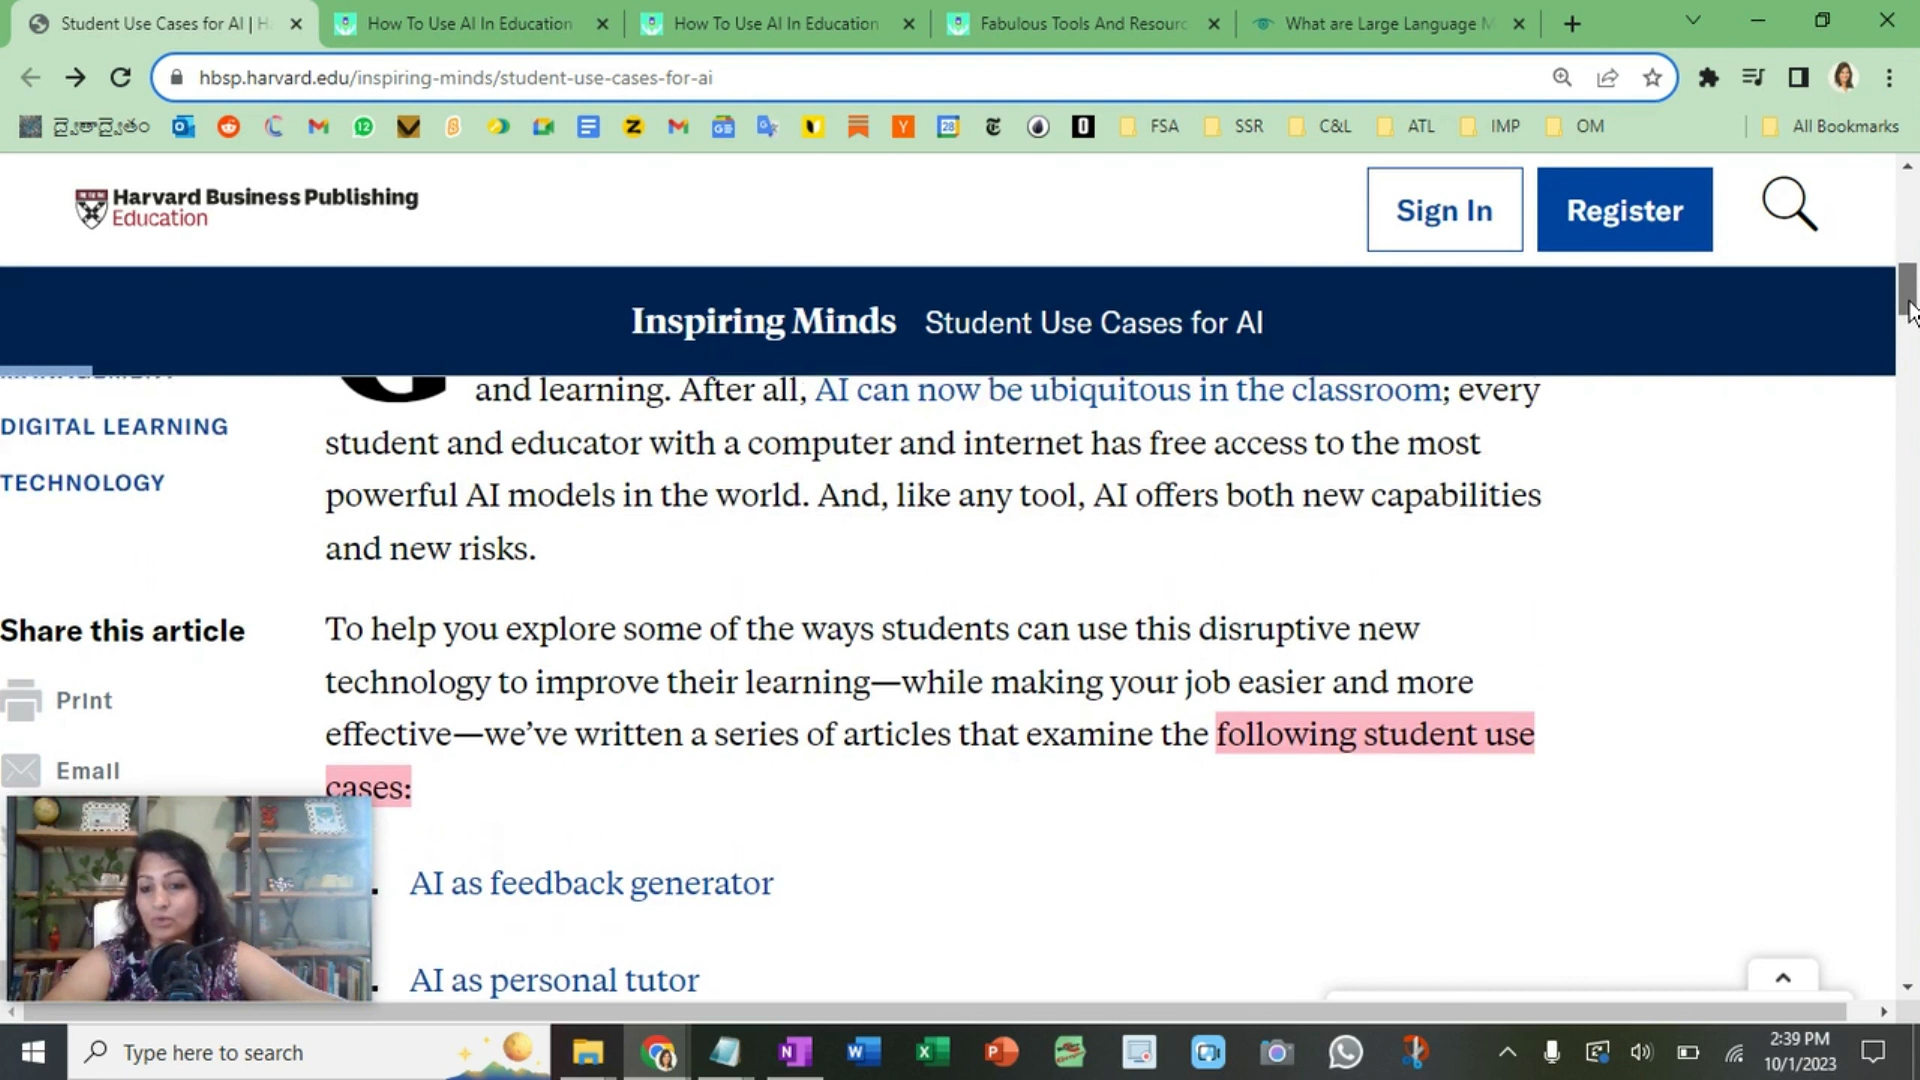 Student Use Cases for AI | H
How To Use AI In Education
How To Use AI In Education
Fabulous Tools And Resourc
What are Large Language M
hbsp.harvard.edu/inspiring-minds/student-use-cases-for-ai
FSA
SSR
C&L
ATL
IMP
OM
All Bookmarks
Harvard Business Publishing
Education
Sign In
Register
Inspiring Minds Student Use Cases for AI
DIGITAL LEARNING
TECHNOLOGY
Share this article
Print
Email
and learning. After all, AI can now be ubiquitous in the classroom; every
student and educator with a computer and internet has free access to the most
powerful AI models in the world. And, like any tool, AI offers both new capabilities
and new risks.
To help you explore some of the ways students can use this disruptive new
technology to improve their learning—while making your job easier and more
effective—we’ve written a series of articles that examine the following student use
cases:
AI as feedback generator
AI as personal tutor
Type here to search
2:39 PM
10/1/2023